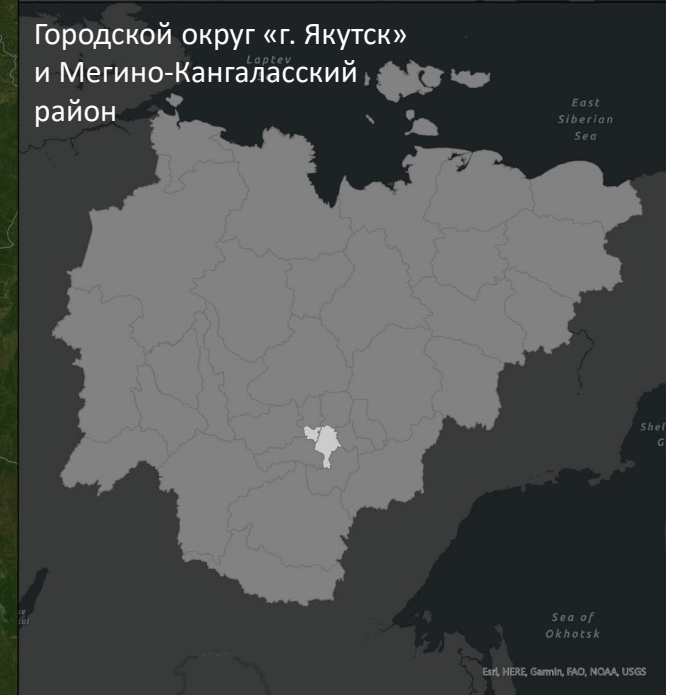 Городской округ «г. Якутск»
и Мегино-Кангаласский
район
Laptev
East
Siberian
Sea
Shel
G
Sea of
Okhotsk
Esri, HERE, Garmin, FAO, NOAA, USGS